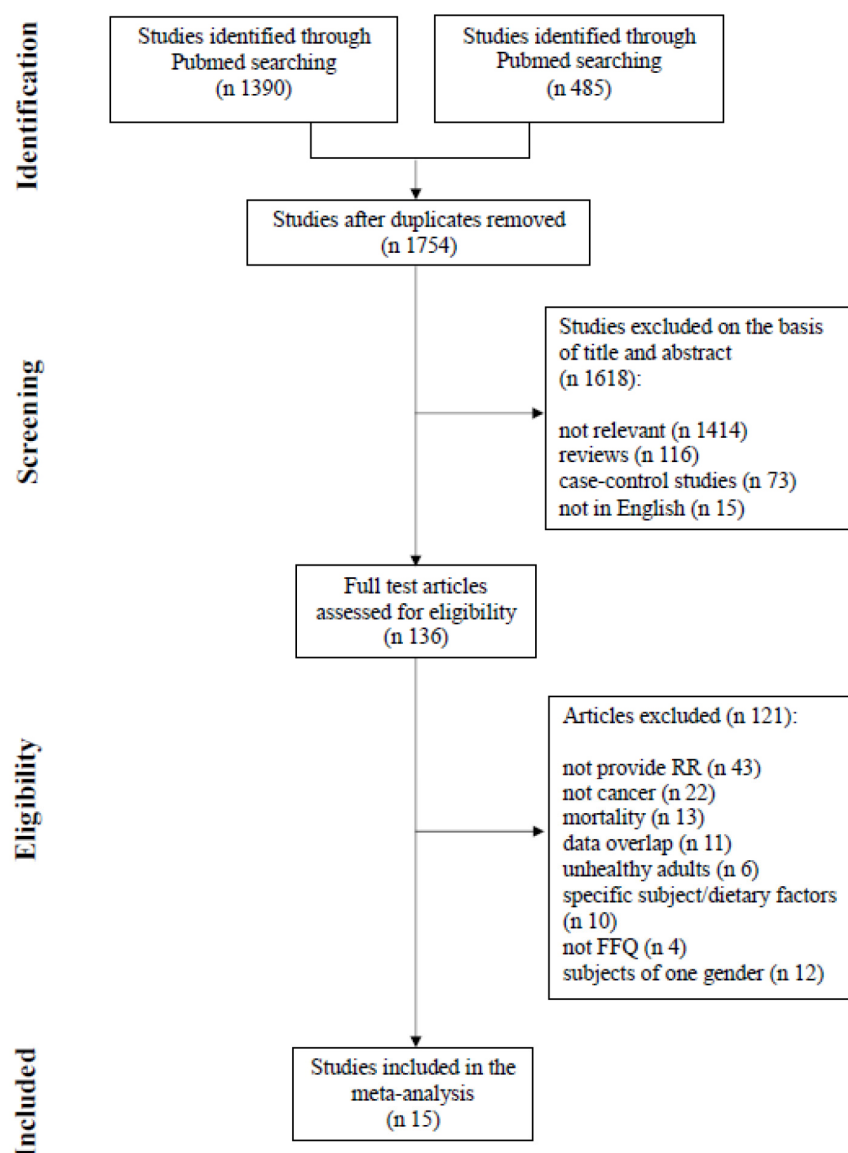 Identification
Studies identified through
Pubmed searching
(n 1390)
Studies identified through
Pubmed searching
(n 485)
Studies after duplicates removed
(n 1754)
Screening
Studies excluded on the basis
of title and abstract
(n 1618):
not relevant (n 1414)
reviews (n 116)
case-control studies (n 73)
not in English (n 15)
Full test articles
assessed for eligibility
(n 136)
Eligibility
Articles excluded (n 121):
not provide RR (n 43)
not cancer (n 22)
mortality (n 13)
data overlap (n 11)
unhealthy adults (n 6)
specific subject/dietary factors
(n 10)
not FFQ (n 4)
subjects of one gender (n 12)
Included
Studies included in the
meta-analysis
(n 15)